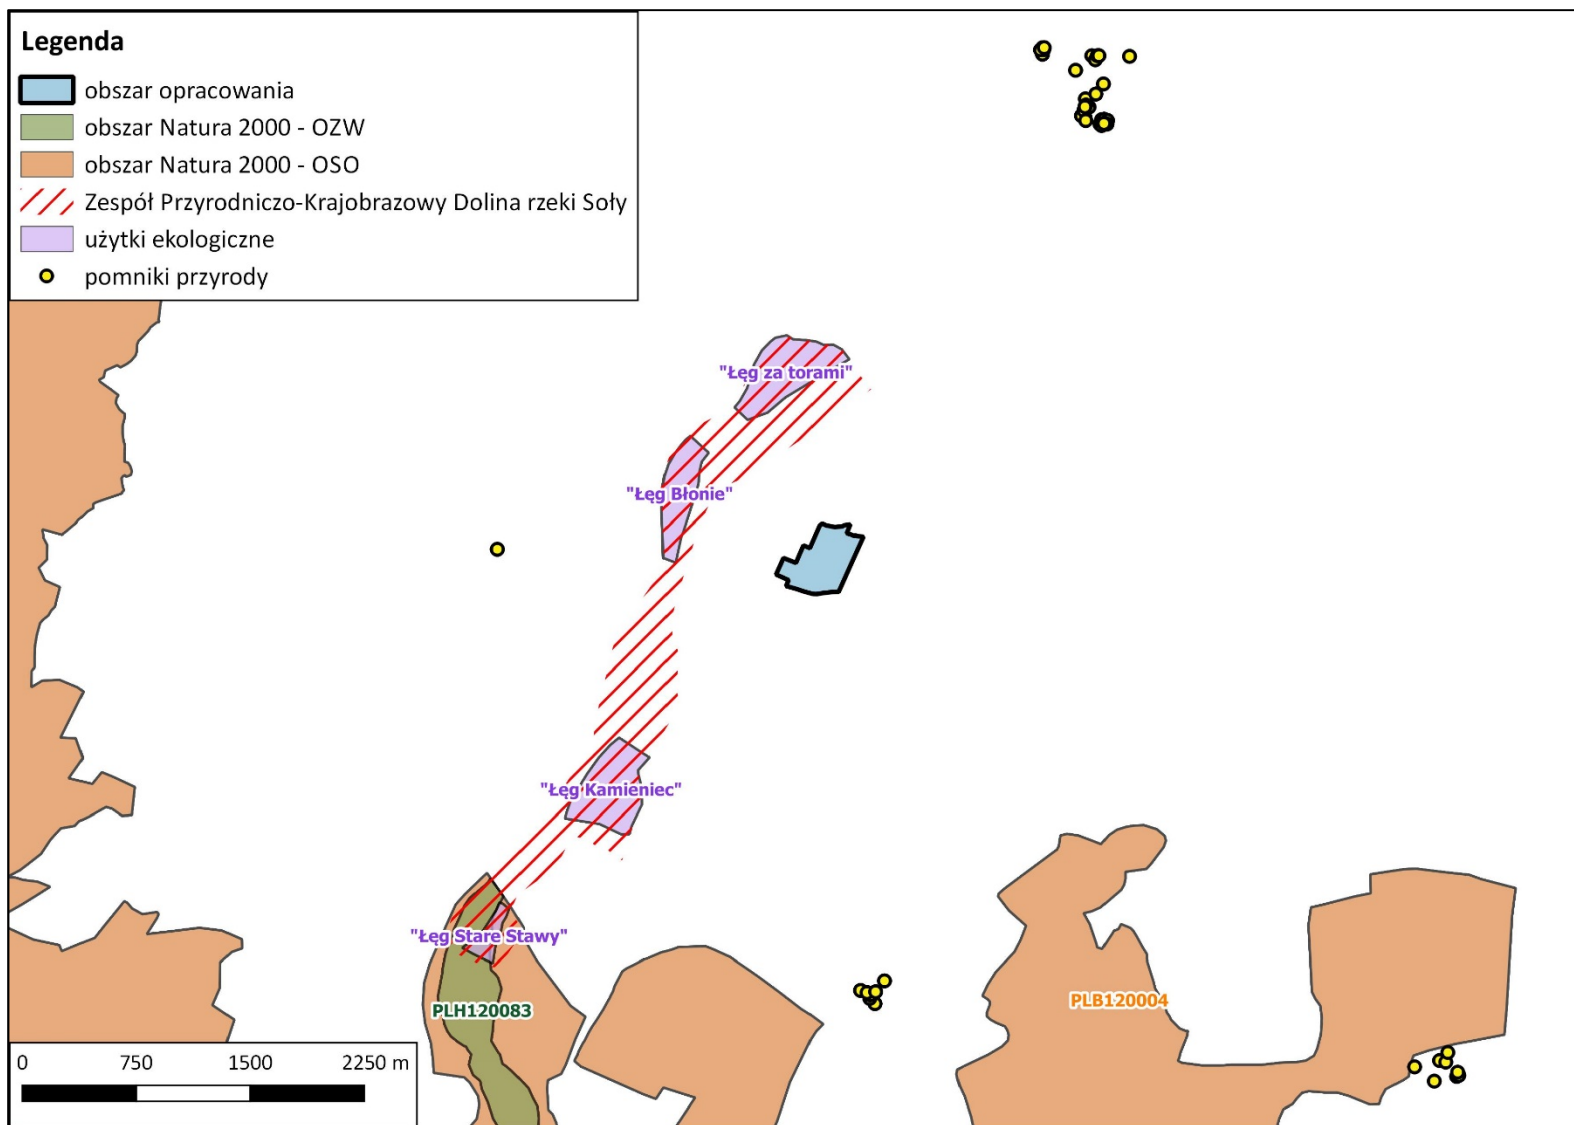 Legenda
obszar opracowania
obszar Natura 2000 - OZW
obszar Natura 2000 - OSO
Zespół Przyrodniczo-Krajobrazowy Dolina rzeki Soły
użytki ekologiczne
pomniki przyrody
"Łęg za torami"
"Łęg Błonie"
"Łęg Kamieniec"
"Łęg Stare Stawy"
PLH120083
PLB120004
0 750 1500 2250 m